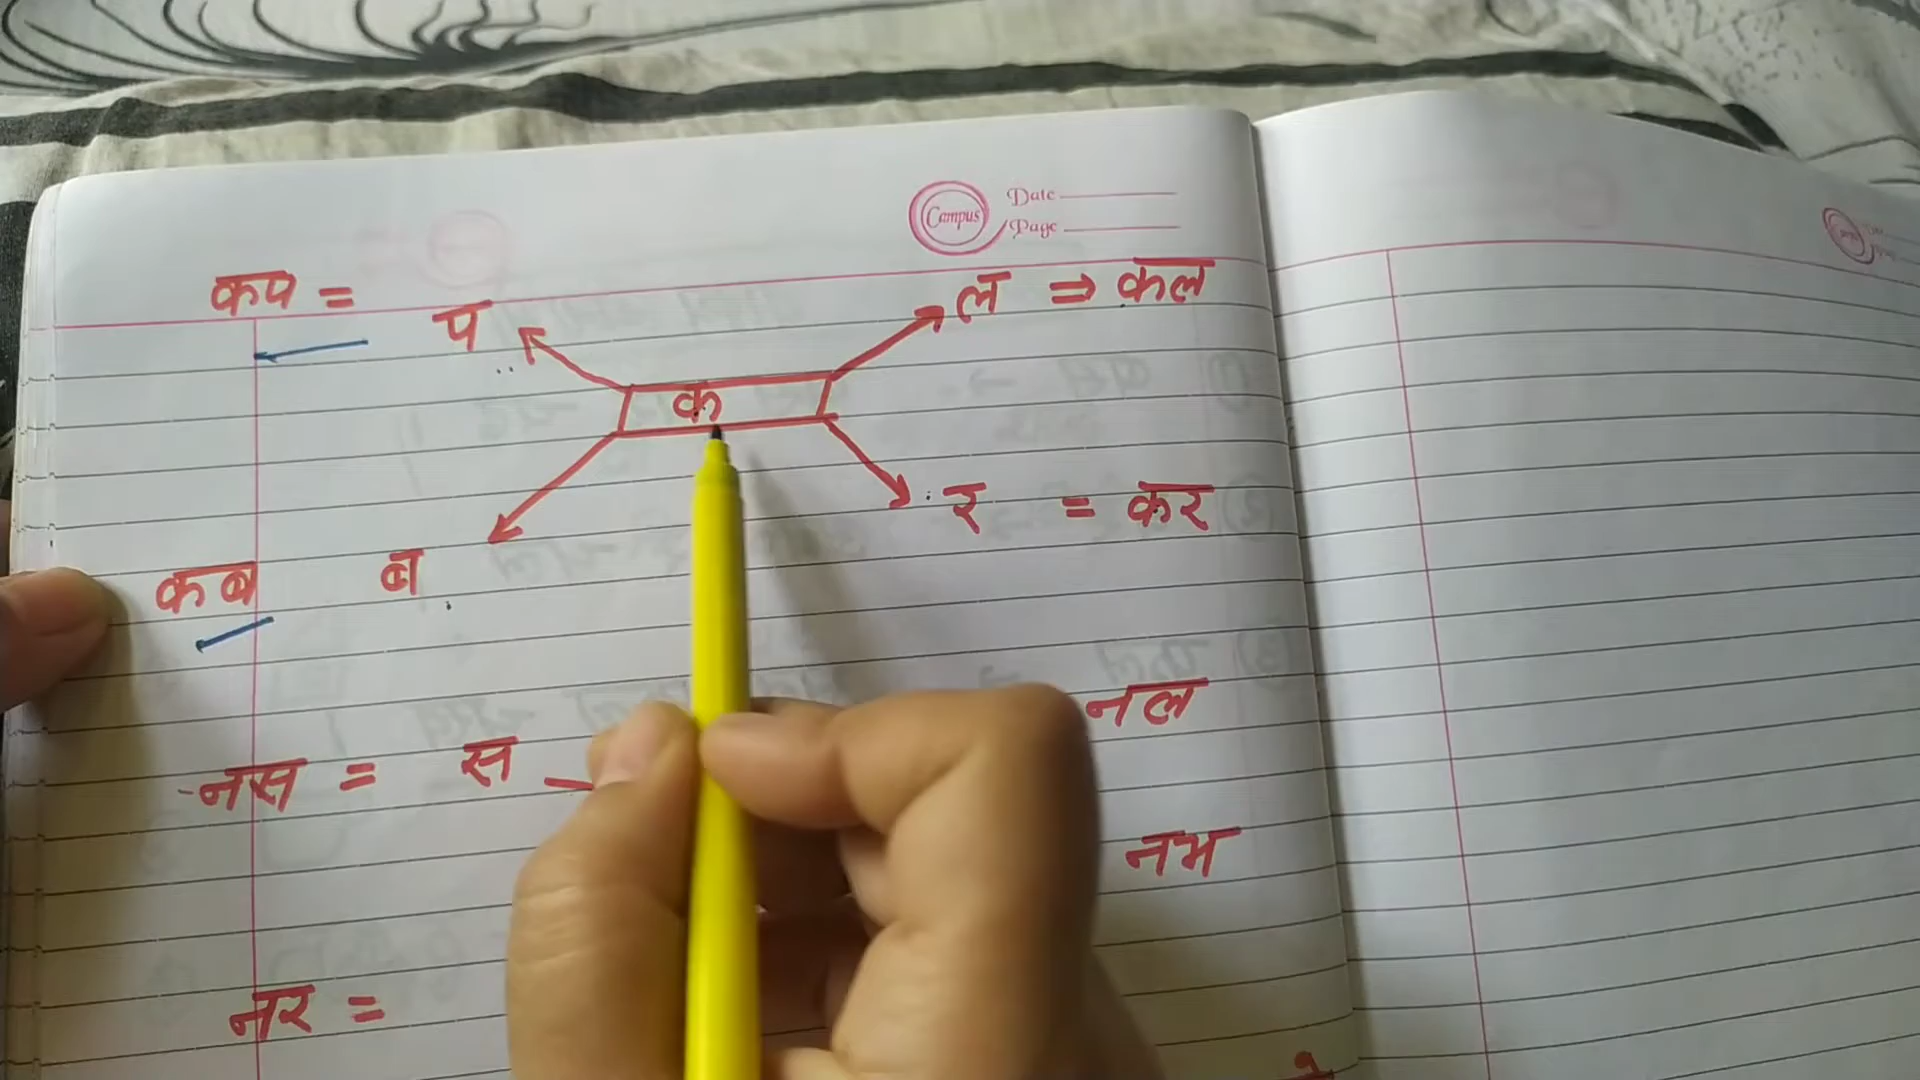 Campus Date
Page
कप =
प
ल ⇒ कल
क
र = कर
कब
ब
नल
नस = स
नभ
नर =